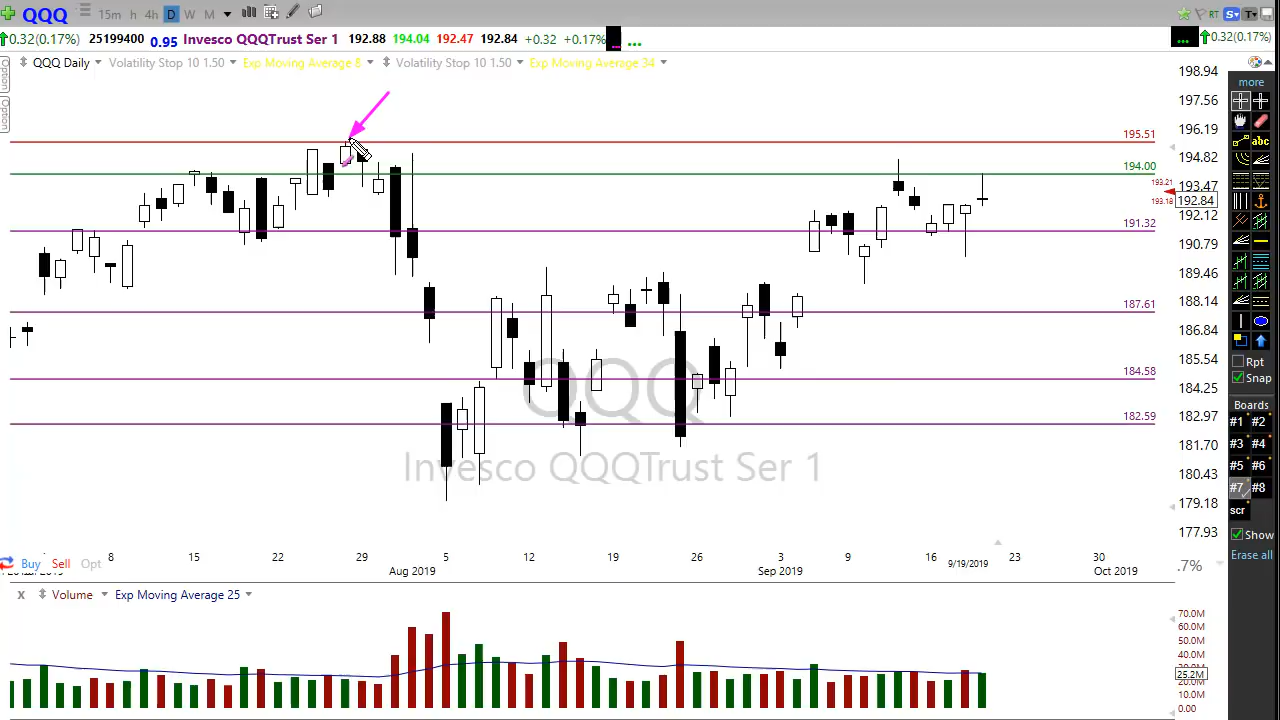 QQQ 15m h 4h D W M RT S T
0.32(0.17%) 25199400 0.95 Invesco QQQTrust Ser 1 192.88 194.04 192.47 192.84 +0.32 +0.17% ... ... 0.32(0.17%)
Option
Option
QQQ Daily Volatility Stop 10 1.50 Exp Moving Average 8 Volatility Stop 10 1.50 Exp Moving Average 34
198.94
197.56
196.19
194.82
193.47
192.84
192.12
190.79
189.46
188.14
186.84
185.54
184.25
182.97
181.70
180.43
179.18
177.93
195.51
194.00
193.21
193.18
191.32
187.61
184.58
182.59
QQQ
Invesco QQQTrust Ser 1
8 15 22 29 5 12 19 26 3 9 16 23 30
Aug 2019 Sep 2019 9/19/2019 Oct 2019
Buy Sell Opt
.7%
X Volume Exp Moving Average 25
70.0M
60.0M
50.0M
40.0M
25.2M
20.0M
10.0M
0.00
more
abc
Rpt
Snap
Boards
#1 #2
#3 #4
#5 #6
#7 #8
scr
Show
Erase all